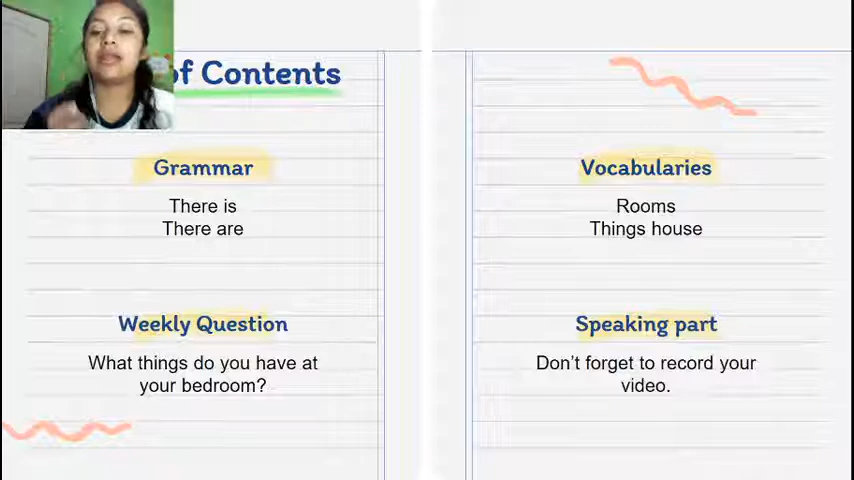 of Contents
Grammar
There is
There are
Vocabularies
Rooms
Things house
Weekly Question
What things do you have at
your bedroom?
Speaking part
Don't forget to record your
video.